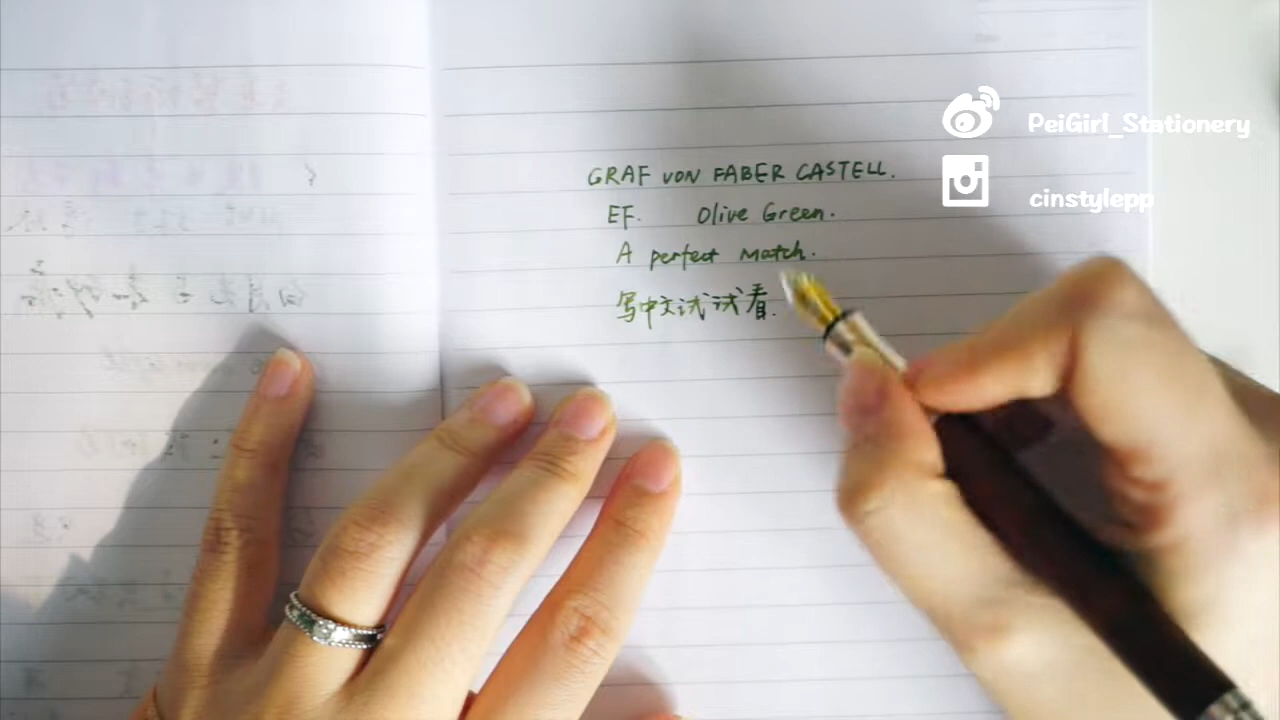 GRAF VON FABER CASTELL.
EF. Olive Green.
A perfect Match.
写中文试试看.
PeiGirl_Stationery
cinstylepp